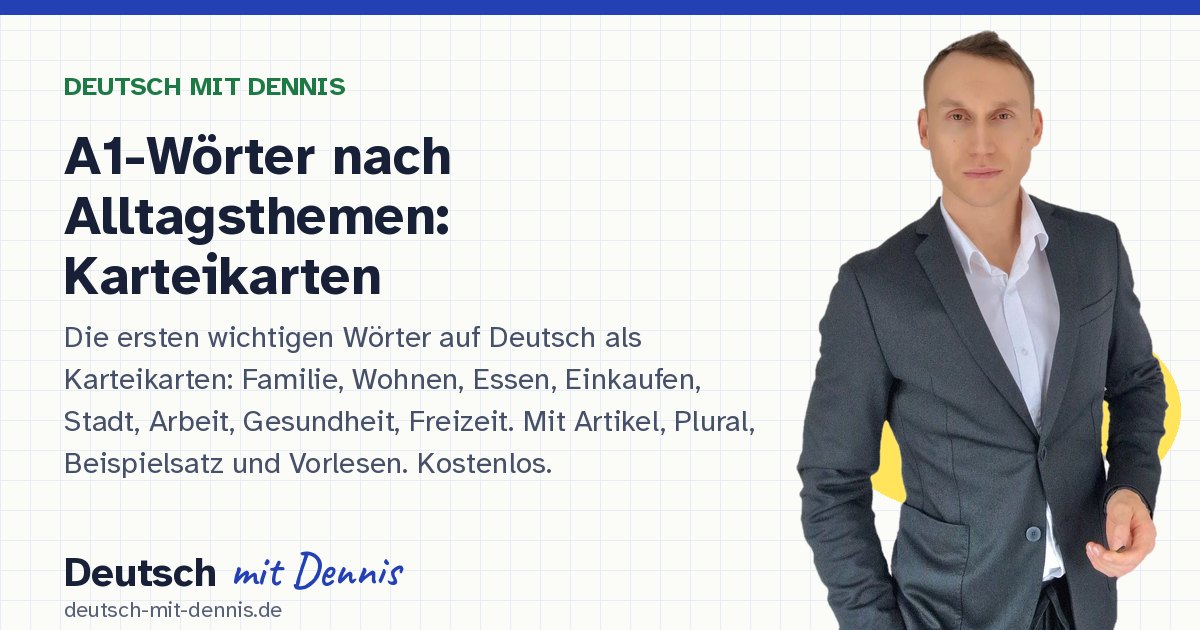 DEUTSCH MIT DENNIS
A1-Wörter nach
Alltagsthemen:
Karteikarten
Die ersten wichtigen Wörter auf Deutsch als
Karteikarten: Familie, Wohnen, Essen, Einkaufen,
Stadt, Arbeit, Gesundheit, Freizeit. Mit Artikel, Plural,
Beispielsatz und Vorlesen. Kostenlos.
Deutsch mit Dennis
deutsch-mit-dennis.de